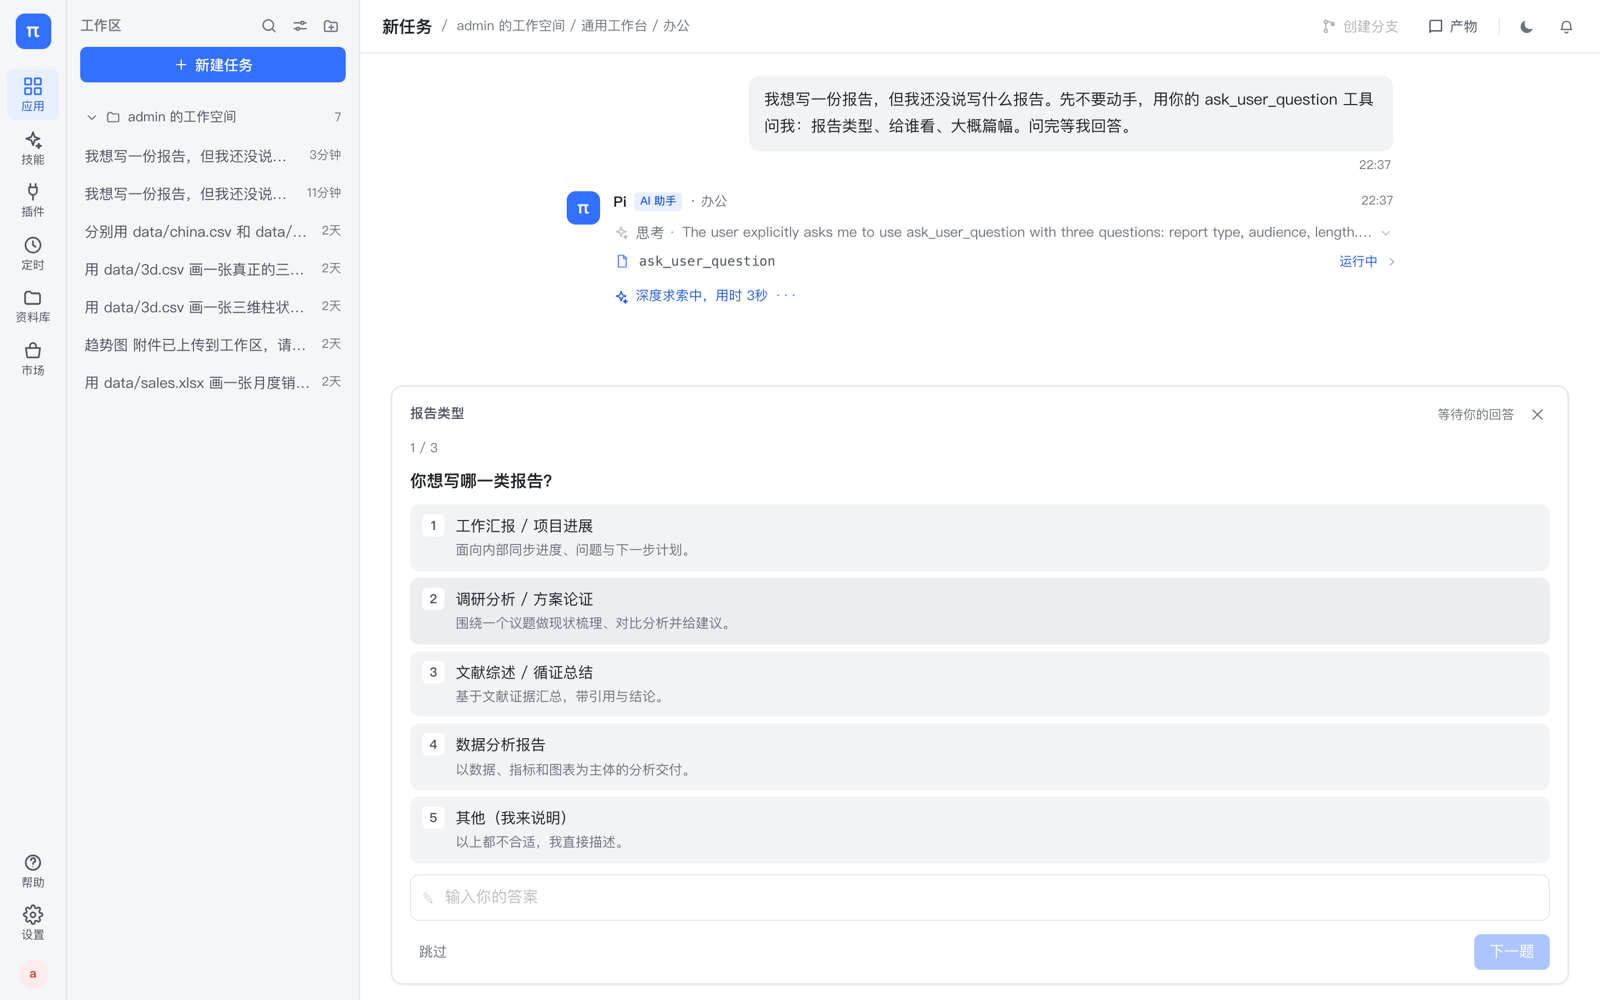 π
应用
技能
插件
定时
资料库
市场
帮助
设置
a
工作区
+ 新建任务
admin 的工作空间 7
我想写一份报告，但我还没说... 3分钟
我想写一份报告，但我还没说... 11分钟
分别用 data/china.csv 和 data/... 2天
用 data/3d.csv 画一张真正的三... 2天
用 data/3d.csv 画一张三维柱状... 2天
趋势图 附件已上传到工作区，请... 2天
用 data/sales.xlsx 画一张月度销... 2天
新任务 / admin 的工作空间 / 通用工作台 / 办公
创建分支
产物
我想写一份报告，但我还没说写什么报告。先不要动手，用你的 ask_user_question 工具
问我：报告类型、给谁看、大概篇幅。问完等我回答。
22:37
π
Pi AI 助手 · 办公 22:37
思考 · The user explicitly asks me to use ask_user_question with three questions: report type, audience, length....
ask_user_question 运行中
深度求索中，用时 3秒 ···
报告类型 等待你的回答
1 / 3
你想写哪一类报告？
1 工作汇报 / 项目进展
面向内部同步进度、问题与下一步计划。
2 调研分析 / 方案论证
围绕一个议题做现状梳理、对比分析并给建议。
3 文献综述 / 循证总结
基于文献证据汇总，带引用与结论。
4 数据分析报告
以数据、指标和图表为主体的分析交付。
5 其他（我来说明）
以上都不合适，我直接描述。
输入你的答案
跳过 下一题